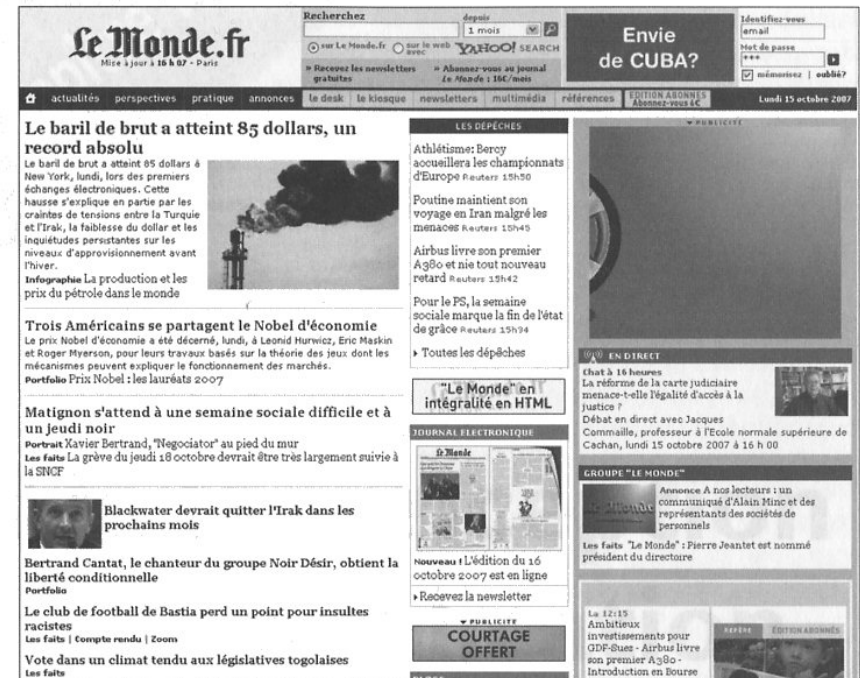 Le Monde.fr
Mise à jour à 16 h 07 - Paris
Recherchez
depuis
1 mois
sur Le Monde.fr
sur le web avec
YAHOO! SEARCH
» Recevez les newsletters
gratuites
» Abonnez-vous au journal
Le Monde : 16€/mois
Envie
de CUBA?
Identifiez-vous
email
Mot de passe
***
mémorisez | oublié?
actualités perspectives pratique annonces le desk le kiosque newsletters multimédia références
EDITION ABONNÉS
Abonnez-vous 6€
Lundi 15 octobre 2007
Le baril de brut a atteint 85 dollars, un
record absolu
Le baril de brut a atteint 85 dollars à
New York, lundi, lors des premiers
échanges électroniques. Cette
hausse s'explique en partie par les
craintes de tensions entre la Turquie
et l'Irak, la faiblesse du dollar et les
inquiétudes persistantes sur les
niveaux d'approvisionnement avant
l'hiver.
Infographie La production et les
prix du pétrole dans le monde
Trois Américains se partagent le Nobel d'économie
Le prix Nobel d'économie a été décerné, lundi, à Leonid Hurwicz, Eric Maskin
et Roger Myerson, pour leurs travaux basés sur la théorie des jeux dont les
mécanismes peuvent expliquer le fonctionnement des marchés.
Portfolio Prix Nobel : les lauréats 2007
Matignon s'attend à une semaine sociale difficile et à
un jeudi noir
Portrait Xavier Bertrand, "Negociator" au pied du mur
Les faits La grève du jeudi 18 octobre devrait être très largement suivie à
la SNCF
Blackwater devrait quitter l'Irak dans les
prochains mois
Bertrand Cantat, le chanteur du groupe Noir Désir, obtient la
liberté conditionnelle
Portfolio
Le club de football de Bastia perd un point pour insultes
racistes
Les faits | Compte rendu | Zoom
Vote dans un climat tendu aux législatives togolaises
Les faits
LES DÉPÊCHES
Athlétisme: Bercy
accueillera les championnats
d'Europe Reuters 15h50
Poutine maintient son
voyage en Iran malgré les
menaces Reuters 15h45
Airbus livre son premier
A380 et nie tout nouveau
retard Reuters 15h42
Pour le PS, la semaine
sociale marque la fin de l'état
de grâce Reuters 15h34
Toutes les dépêches
"Le Monde" en
intégralité en HTML
JOURNAL ELECTRONIQUE
Le Monde
Nouveau ! L'édition du 16
octobre 2007 est en ligne
Recevez la newsletter
PUBLICITE
COURTAGE
OFFERT
PUBLICITE
EN DIRECT
Chat à 16 heures
La réforme de la carte judiciaire
menace-t-elle l'égalité d'accès à la
justice ?
Débat en direct avec Jacques
Commaille, professeur à l'Ecole normale supérieure de
Cachan, lundi 15 octobre 2007 à 16 h 00
GROUPE "LE MONDE"
Le Monde
Annonce A nos lecteurs : un
communiqué d'Alain Minc et des
représentants des sociétés de
personnels
Les faits "Le Monde" : Pierre Jeantet est nommé
président du directoire
La 12:15
Ambitieux
investissements pour
GDF-Suez - Airbus livre
son premier A380 -
Introduction en Bourse
REPÈRE
EDITION ABONNÉS